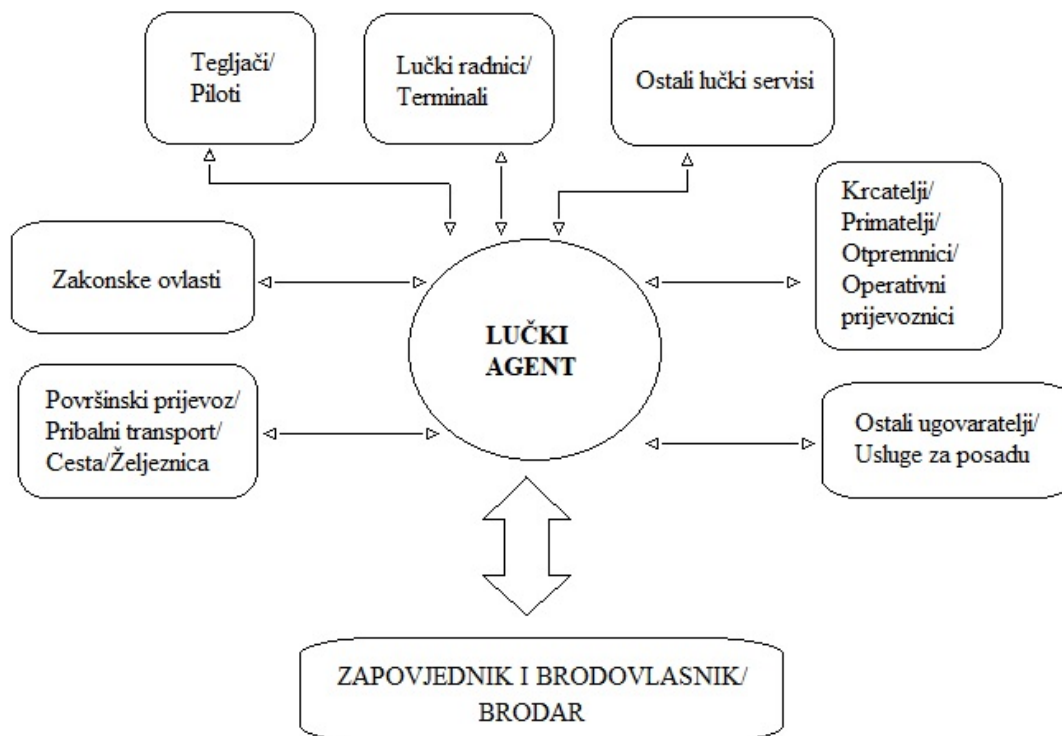 Tegljači/
Piloti
Lučki radnici/
Terminali
Ostali lučki servisi
Krcatelji/
Primatelji/
Otpremnici/
Operativni
prijevoznici
Zakonske ovlasti
LUČKI
AGENT
Površinski prijevoz/
Pribalni transport/
Cesta/Željeznica
Ostali ugovaratelji/
Usluge za posadu
ZAPOVJEDNIK I BRODOVLASNIK/
BRODAR